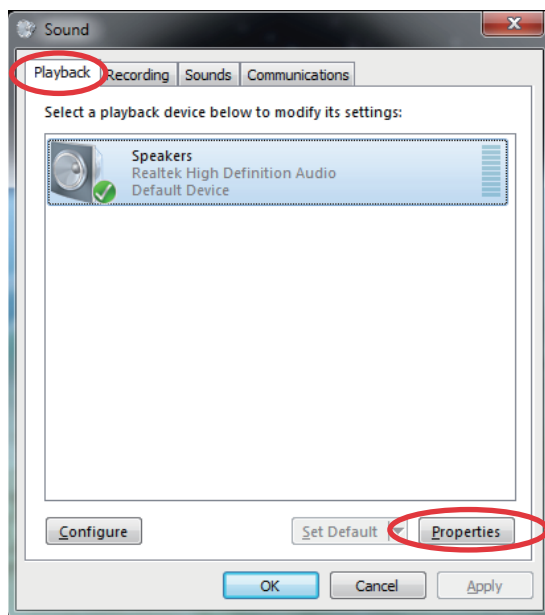 Sound
Playback Recording Sounds Communications
Select a playback device below to modify its settings:
Speakers
Realtek High Definition Audio
Default Device
Configure Set Default Properties
OK Cancel Apply